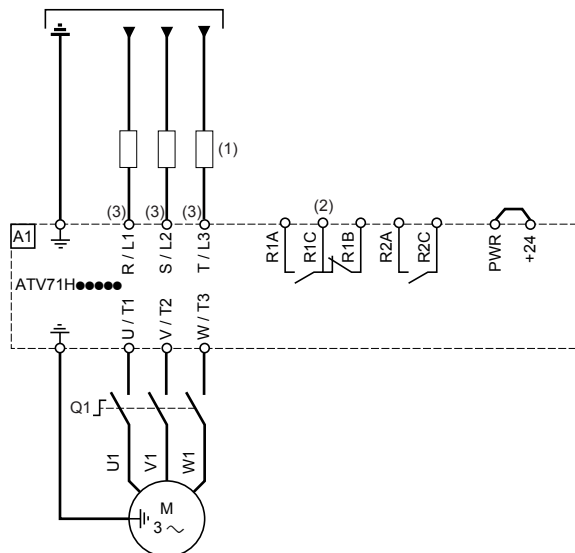 (1)
(3) (3) (3) (2)
A1
R / L1
S / L2
T / L3
R1A
R1C
R1B
R2A
R2C
PWR
+24
ATV71H●●●●●
U / T1
V / T2
W / T3
Q1
U1
V1
W1
M
3 ~